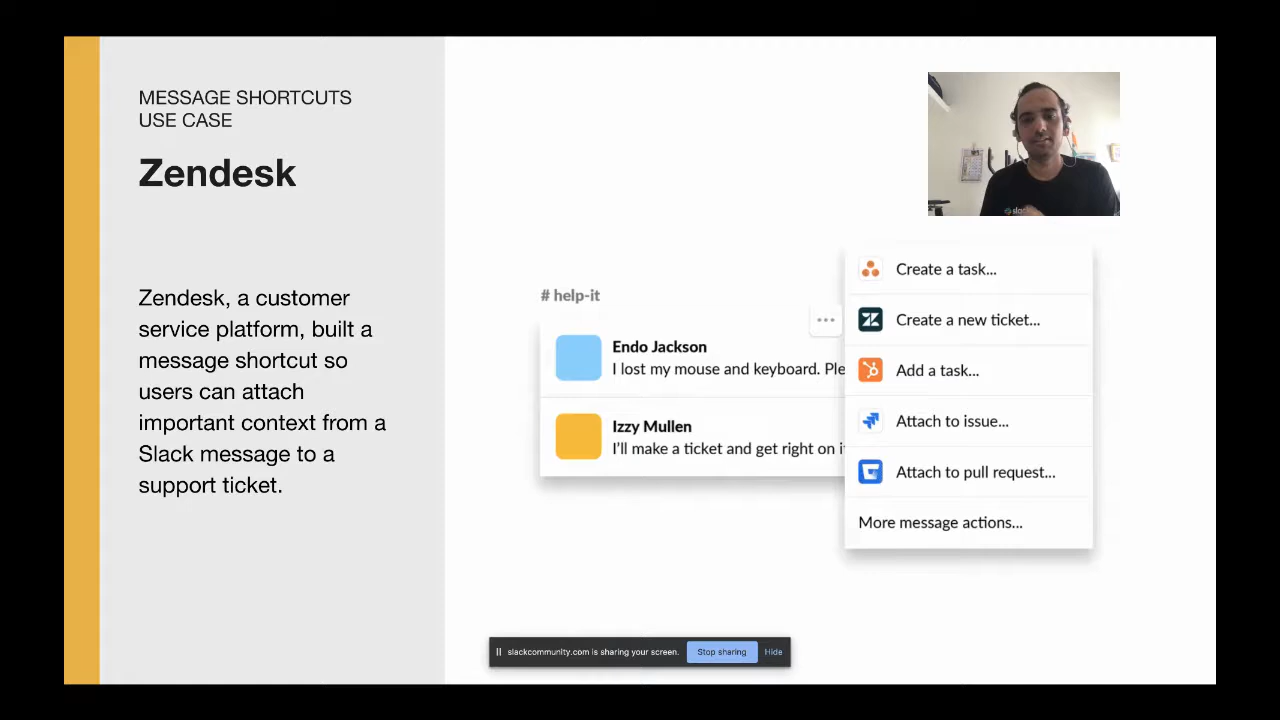 MESSAGE SHORTCUTS
USE CASE
Zendesk
Zendesk, a customer
service platform, built a
message shortcut so
users can attach
important context from a
Slack message to a
support ticket.
# help-it
Endo Jackson
I lost my mouse and keyboard. Ple
Izzy Mullen
I'll make a ticket and get right on i
Create a task...
Create a new ticket...
Add a task...
Attach to issue...
Attach to pull request...
More message actions...
slackcommunity.com is sharing your screen.
Stop sharing
Hide